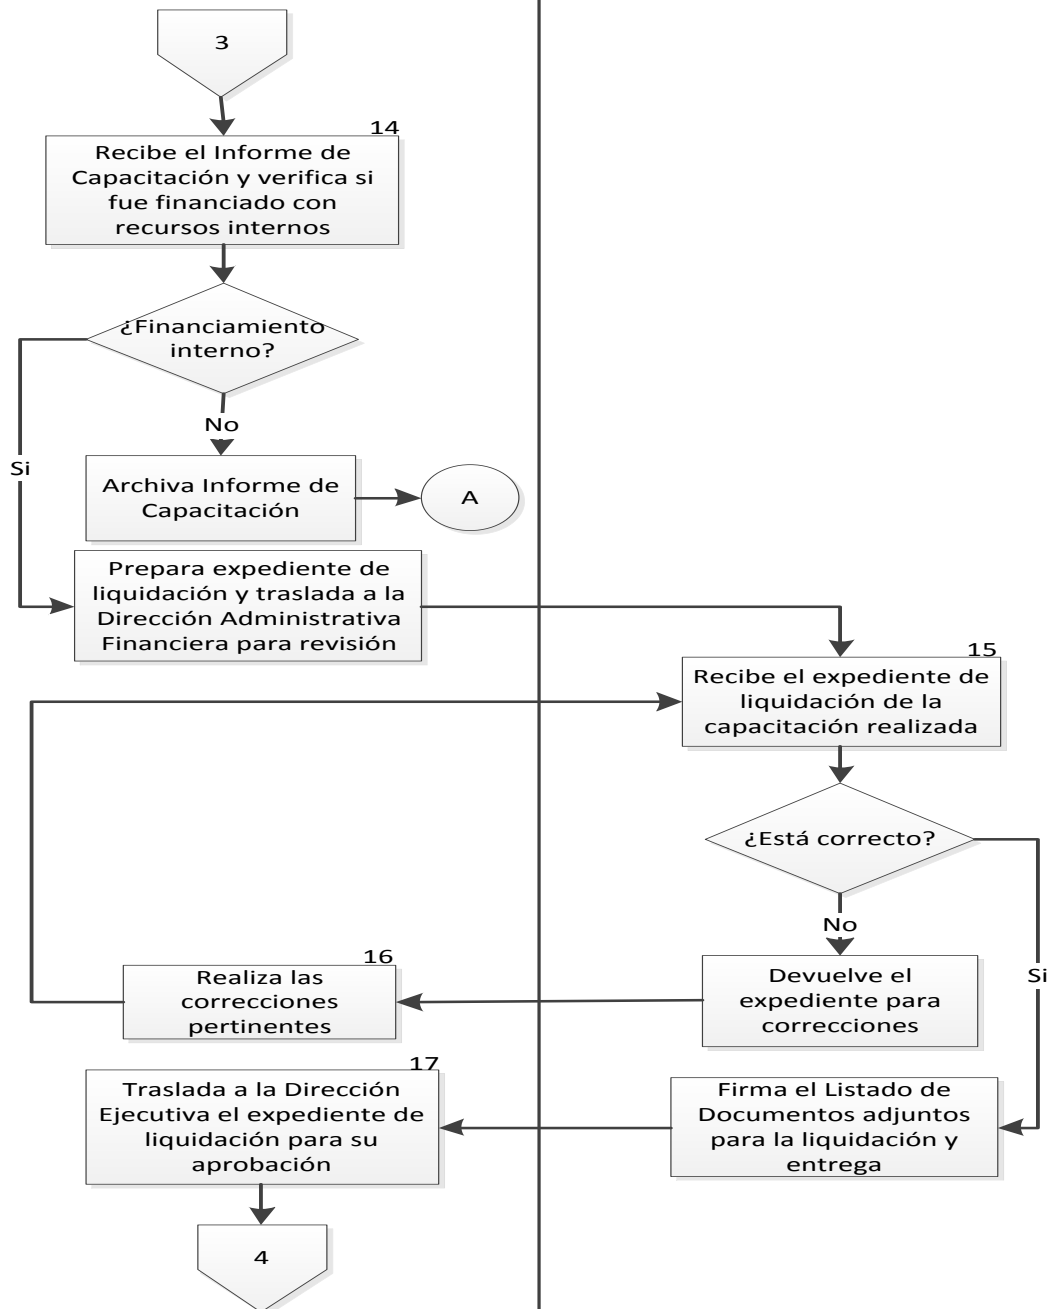 3
14
Recibe el Informe de
Capacitación y verifica si
fue financiado con
recursos internos
¿Financiamiento
interno?
No
Si
Archiva Informe de
Capacitación
A
Prepara expediente de
liquidación y traslada a la
Dirección Administrativa
Financiera para revisión
15
Recibe el expediente de
liquidación de la
capacitación realizada
¿Está correcto?
No
Si
Devuelve el
expediente para
correcciones
16
Realiza las
correcciones
pertinentes
Firma el Listado de
Documentos adjuntos
para la liquidación y
entrega
17
Traslada a la Dirección
Ejecutiva el expediente de
liquidación para su
aprobación
4